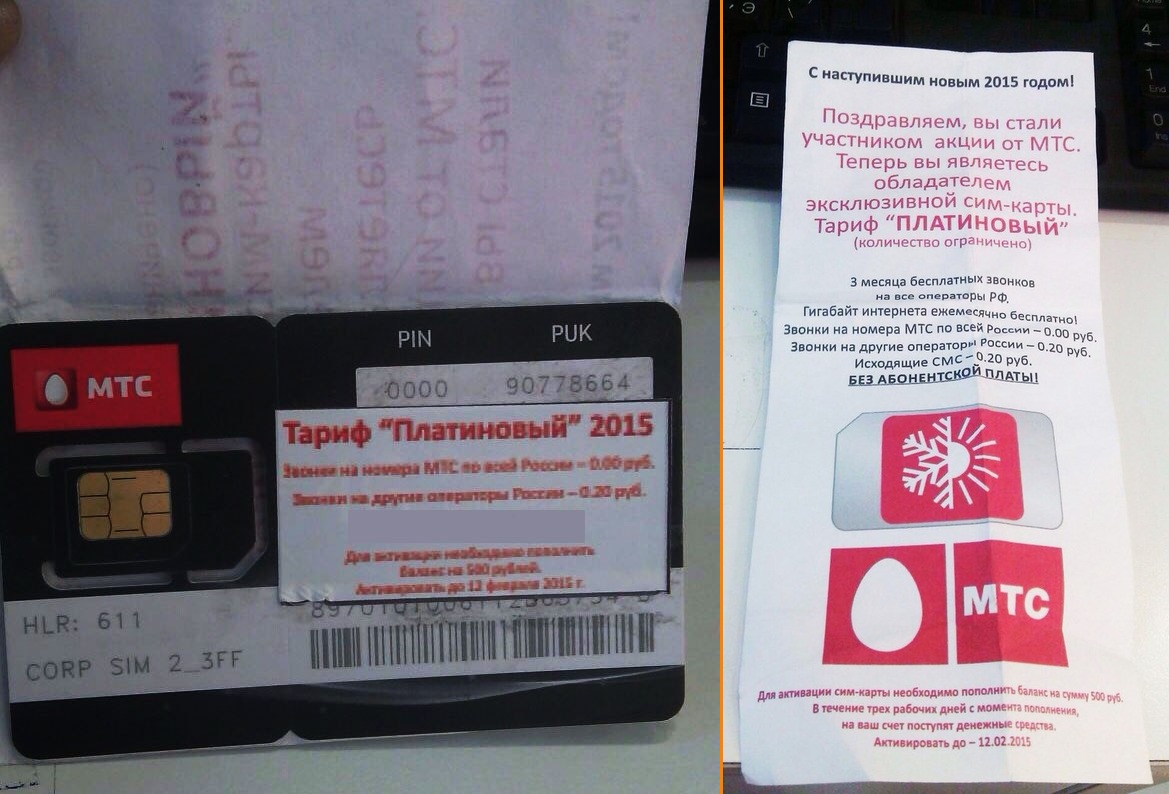 МТС
PIN PUK
0000 90778664
Тариф “Платиновый” 2015
Звонки на номера МТС по всей России – 0.00 руб.
Звонки на другие операторы России – 0.20 руб.
Для активации необходимо пополнить
баланс на 500 рублей.
Активировать до 12 февраля 2015 г.
HLR: 611
CORP SIM 2_3FF
С наступившим новым 2015 годом!
Поздравляем, вы стали
участником акции от МТС.
Теперь вы являетесь
обладателем
эксклюзивной сим-карты.
Тариф “ПЛАТИНОВЫЙ”
(количество ограничено)
3 месяца бесплатных звонков
на все операторы РФ.
Гигабайт интернета ежемесячно бесплатно!
Звонки на номера МТС по всей России – 0.00 руб.
Звонки на другие операторы России – 0.20 руб.
Исходящие СМС – 0.20 руб.
БЕЗ АБОНЕНТСКОЙ ПЛАТЫ!
МТС
Для активации сим-карты необходимо пополнить баланс на сумму 500 руб.
В течение трех рабочих дней с момента пополнения,
на ваш счет поступят денежные средства.
Активировать до – 12.02.2015